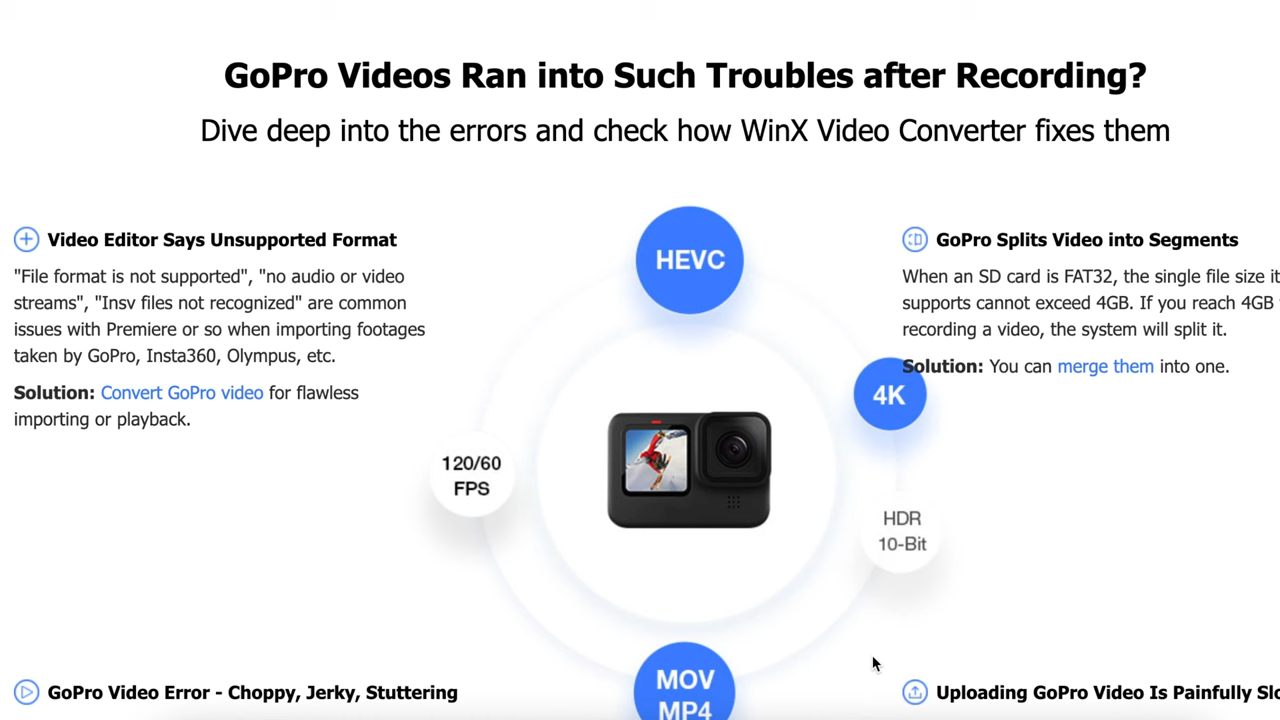 GoPro Videos Ran into Such Troubles after Recording?
Dive deep into the errors and check how WinX Video Converter fixes them
Video Editor Says Unsupported Format
"File format is not supported", "no audio or video
streams", "Insv files not recognized" are common
issues with Premiere or so when importing footages
taken by GoPro, Insta360, Olympus, etc.
Solution: Convert GoPro video for flawless
importing or playback.
HEVC
GoPro Splits Video into Segments
When an SD card is FAT32, the single file size it
supports cannot exceed 4GB. If you reach 4GB
recording a video, the system will split it.
Solution: You can merge them into one.
4K
120/60
FPS
HDR
10-Bit
GoPro Video Error - Choppy, Jerky, Stuttering
MOV
MP4
Uploading GoPro Video Is Painfully